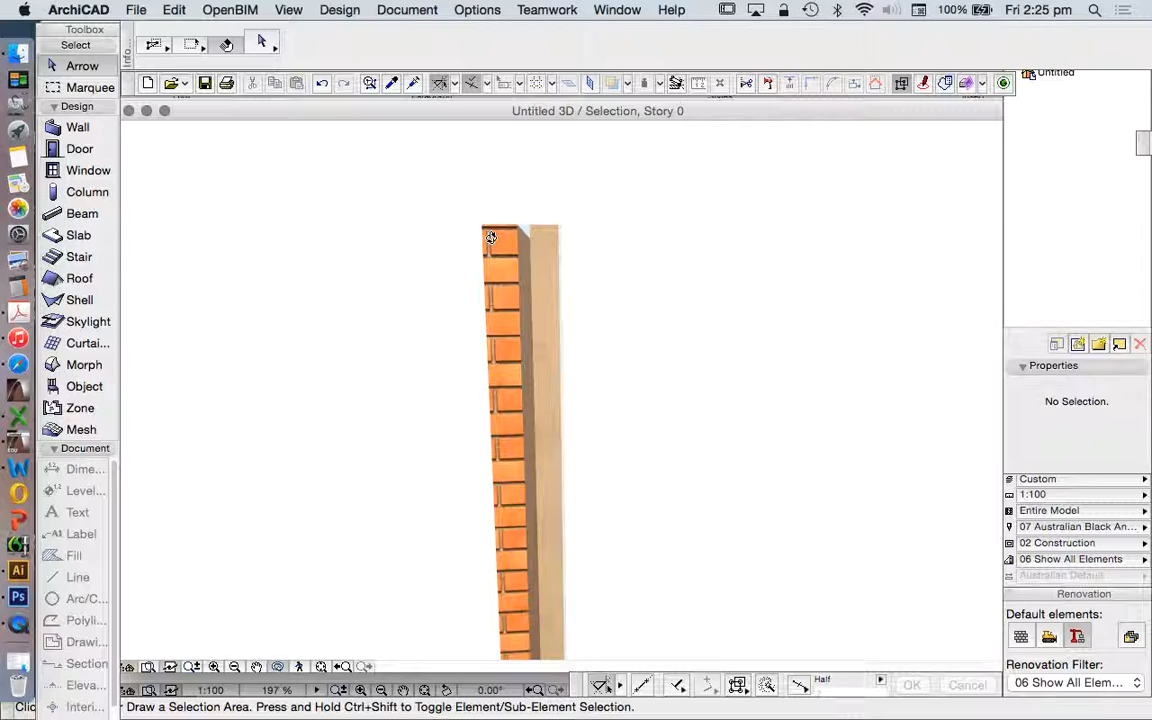 ArchiCAD File Edit OpenBIM View Design Document Options Teamwork Window Help 100% Fri 2:25 pm
Toolbox
Select
Arrow
Marquee
Design
Wall
Door
Window
Column
Beam
Slab
Stair
Roof
Shell
Skylight
Curtai...
Morph
Object
Zone
Mesh
Document
Dime...
Level...
Text
Label
Fill
Line
Arc/C...
Polyli...
Drawi...
Section
Eleva...
Interi...
Info...
Untitled 3D / Selection, Story 0
Untitled
Properties
No Selection.
Custom
1:100
Entire Model
07 Australian Black An...
02 Construction
06 Show All Elements
Australian Default
Renovation
Default elements:
Renovation Filter:
06 Show All Elem...
1:100 197 % 0.00°
Half
OK Cancel
Draw a Selection Area. Press and Hold Ctrl+Shift to Toggle Element/Sub-Element Selection.